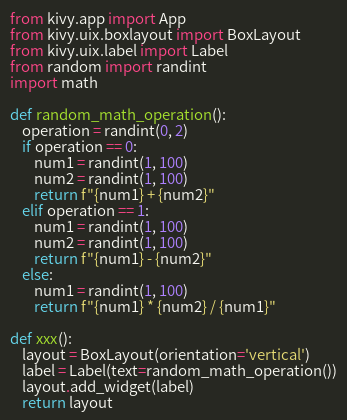 from kivy.app import App
from kivy.uix.boxlayout import BoxLayout
from kivy.uix.label import Label
from random import randint
import math

def random_math_operation():
    operation = randint(0, 2)
    if operation == 0:
        num1 = randint(1, 100)
        num2 = randint(1, 100)
        return f"{num1} + {num2}"
    elif operation == 1:
        num1 = randint(1, 100)
        num2 = randint(1, 100)
        return f"{num1} - {num2}"
    else:
        num1 = randint(1, 100)
        return f"{num1} * {num2} / {num1}"

def xxx():
    layout = BoxLayout(orientation='vertical')
    label = Label(text=random_math_operation())
    layout.add_widget(label)
    return layout